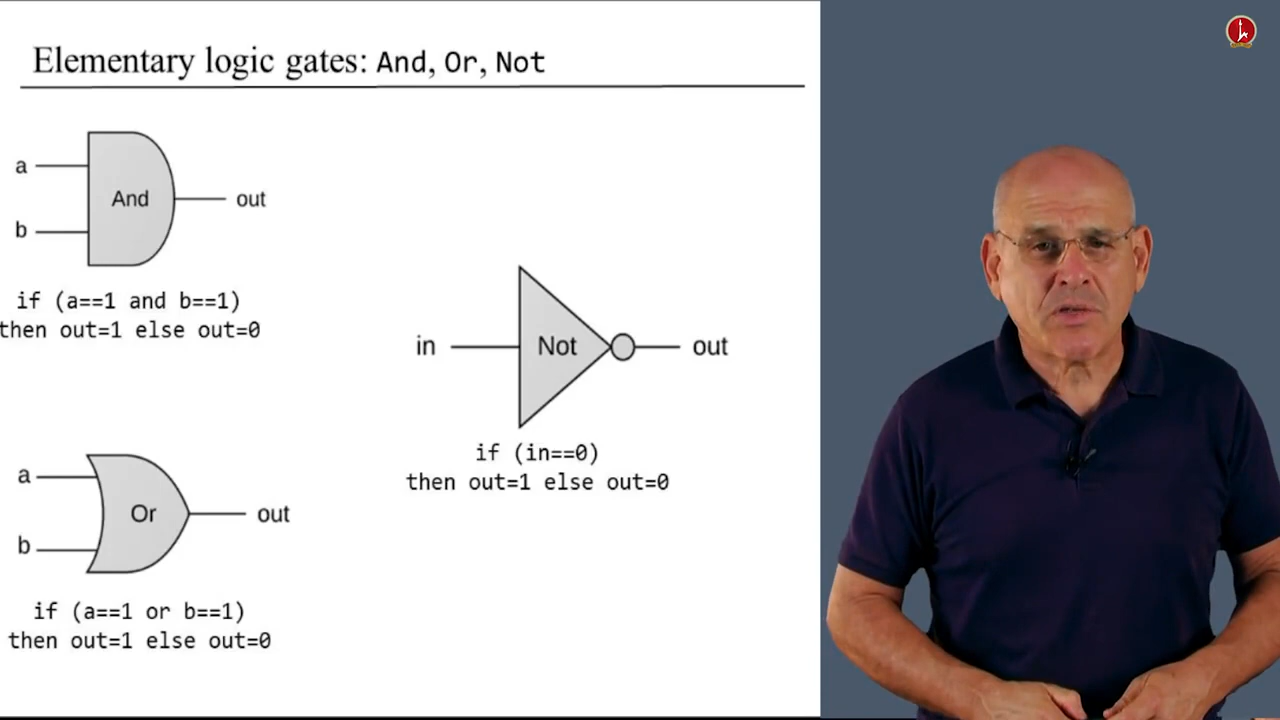 Elementary logic gates: And, Or, Not
a
b
And
out
if (a==1 and b==1)
then out=1 else out=0
in
Not
out
if (in==0)
then out=1 else out=0
a
b
Or
out
if (a==1 or b==1)
then out=1 else out=0